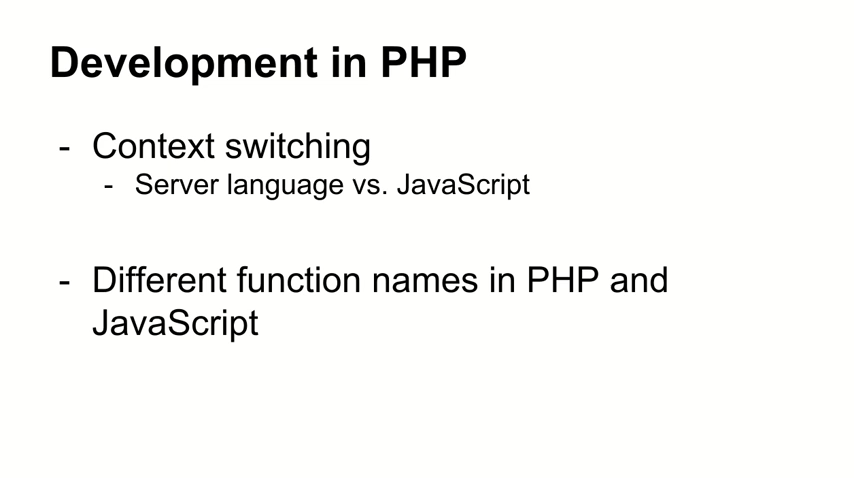 Development in PHP
- Context switching
- Server language vs. JavaScript
- Different function names in PHP and
JavaScript